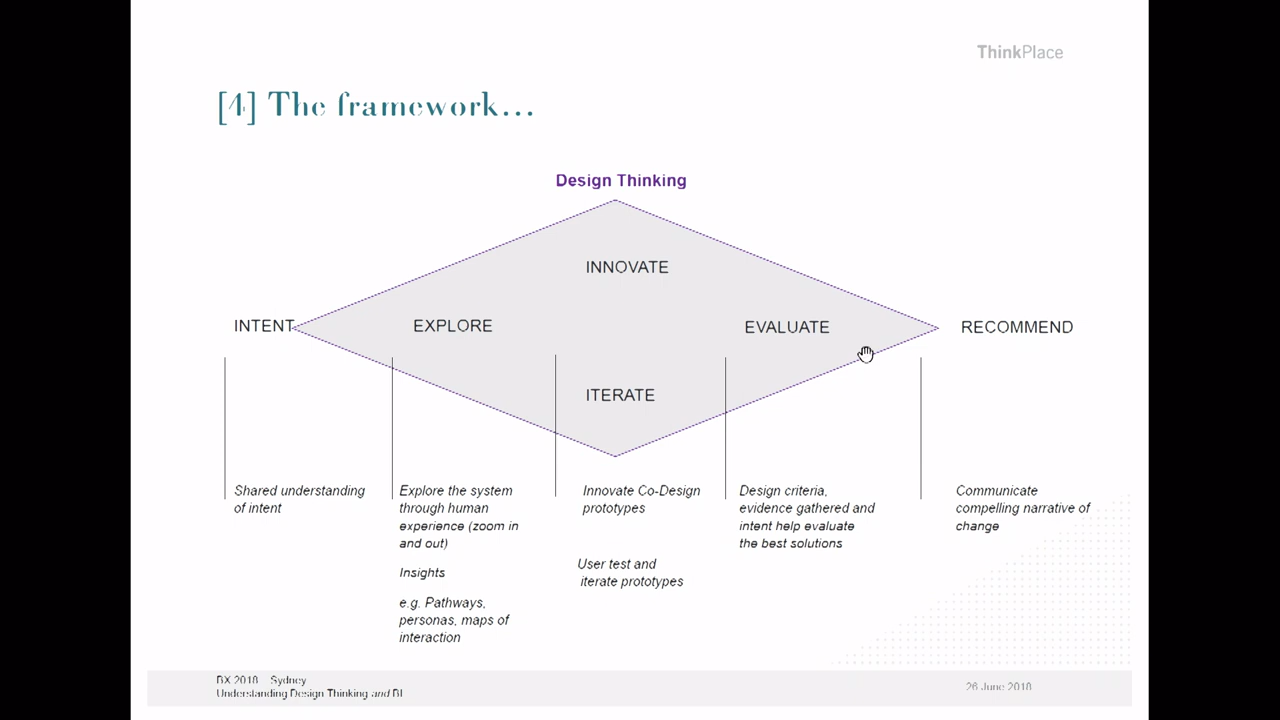 ThinkPlace
[4] The framework...
Design Thinking
INNOVATE
INTENT
EXPLORE
EVALUATE
RECOMMEND
ITERATE
Shared understanding
of intent
Explore the system
through human
experience (zoom in
and out)
Insights
e.g. Pathways,
personas, maps of
interaction
Innovate Co-Design
prototypes
User test and
iterate prototypes
Design criteria,
evidence gathered and
intent help evaluate
the best solutions
Communicate
compelling narrative of
change
BX 2018 Sydney
Understanding Design Thinking and BI
26 June 2018